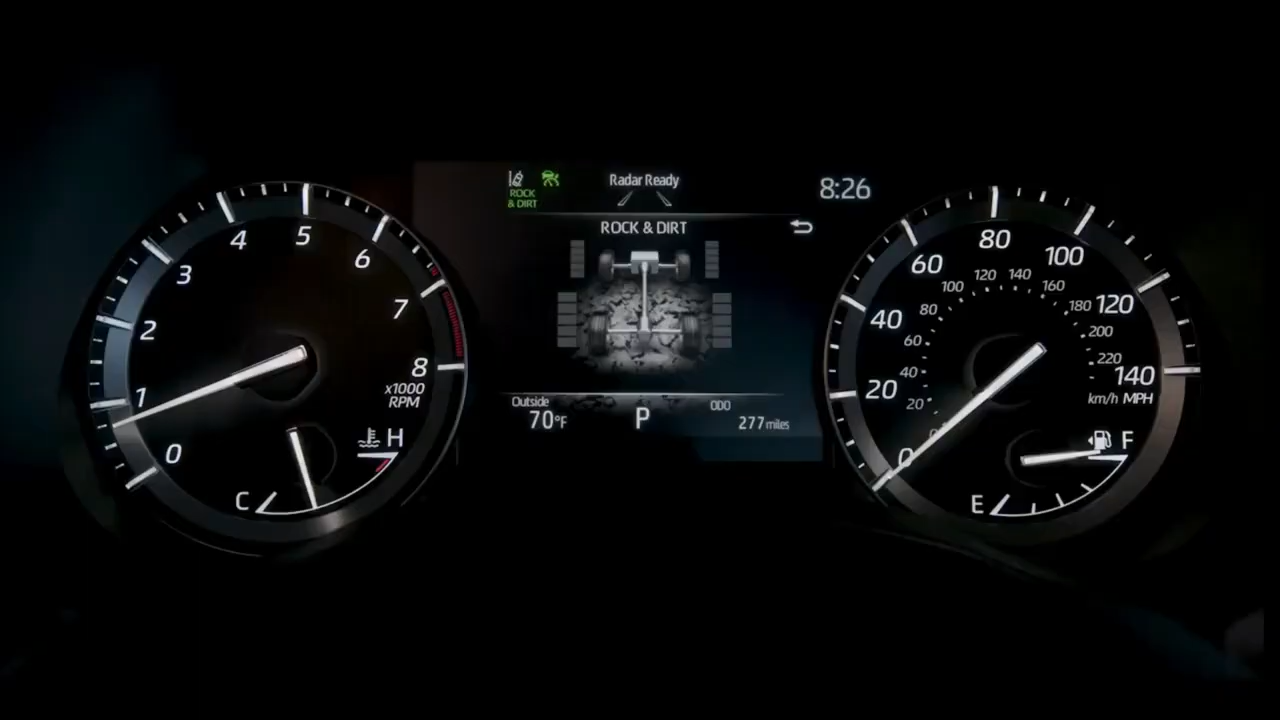 0
1
2
3
4
5
6
7
8
x1000
RPM
H
C
ROCK
& DIRT
Radar Ready
8:26
ROCK & DIRT
Outside
70°F
P
ODO
277 miles
0
20
40
60
80
100
120
140
km/h MPH
0
20
40
60
80
100
120
140
160
180
200
220
F
E